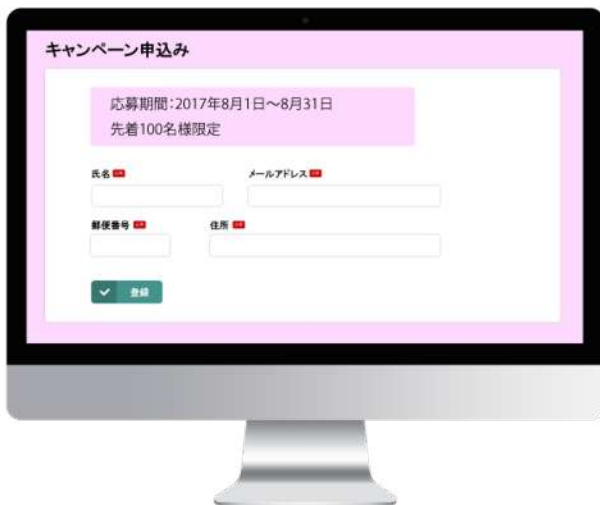 キャンペーン申込み
応募期間：2017年8月1日～8月31日
先着100名様限定
氏名
メールアドレス
郵便番号
住所
登録